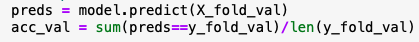 preds = model.predict(X_fold_val)
acc_val = sum(preds==y_fold_val)/len(y_fold_val)